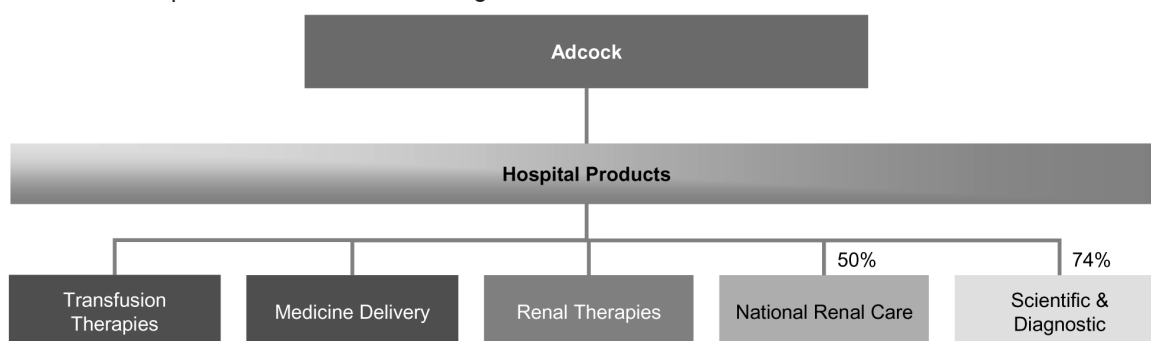 Adcock
Hospital Products
50%
74%
Transfusion
Therapies
Medicine Delivery
Renal Therapies
National Renal Care
Scientific &
Diagnostic